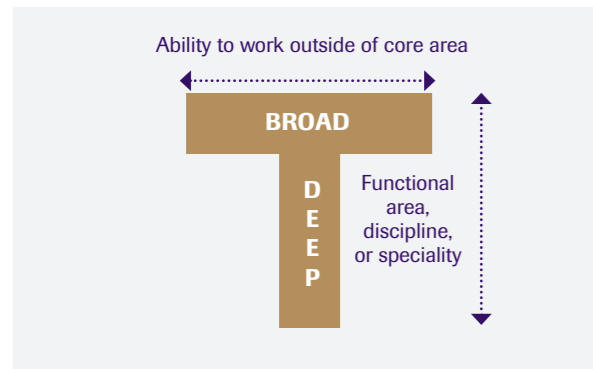 Ability to work outside of core area
BROAD
D
E
E
P
Functional
area,
discipline,
or speciality